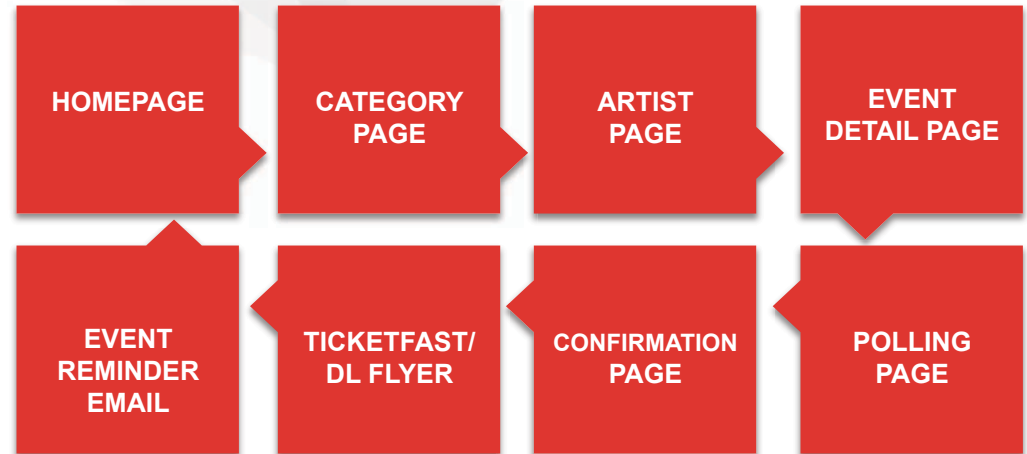 HOMEPAGE
CATEGORY
PAGE
ARTIST
PAGE
EVENT
DETAIL PAGE
POLLING
PAGE
CONFIRMATION
PAGE
TICKETFAST/
DL FLYER
EVENT
REMINDER
EMAIL